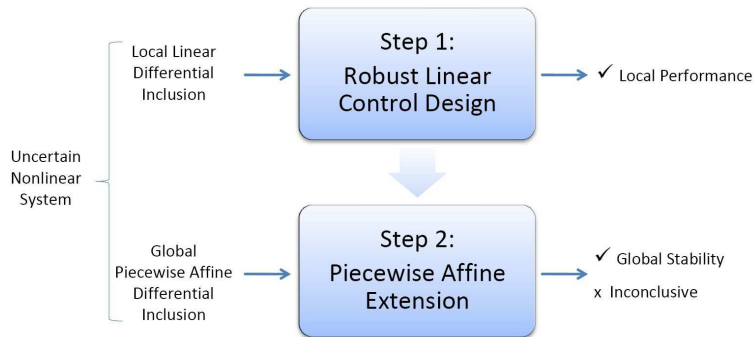 Uncertain
Nonlinear
System
Local Linear
Differential
Inclusion
Step 1:
Robust Linear
Control Design
✓ Local Performance
Global
Piecewise Affine
Differential
Inclusion
Step 2:
Piecewise Affine
Extension
✓ Global Stability
x Inconclusive